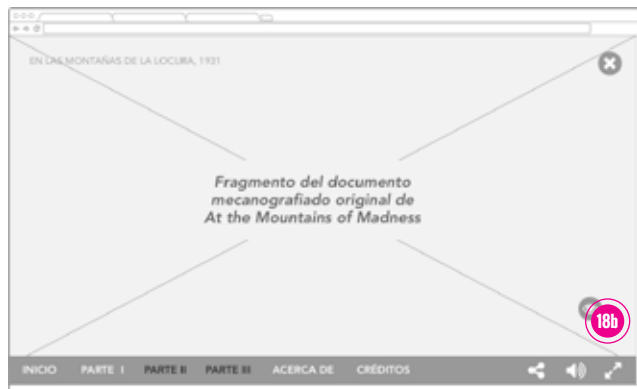 EN LAS MONTAÑAS DE LA LOCURA, 1931
Fragmento del documento
mecanografiado original de
At the Mountains of Madness
18b
INICIO PARTE I PARTE II PARTE III ACERCA DE CRÉDITOS